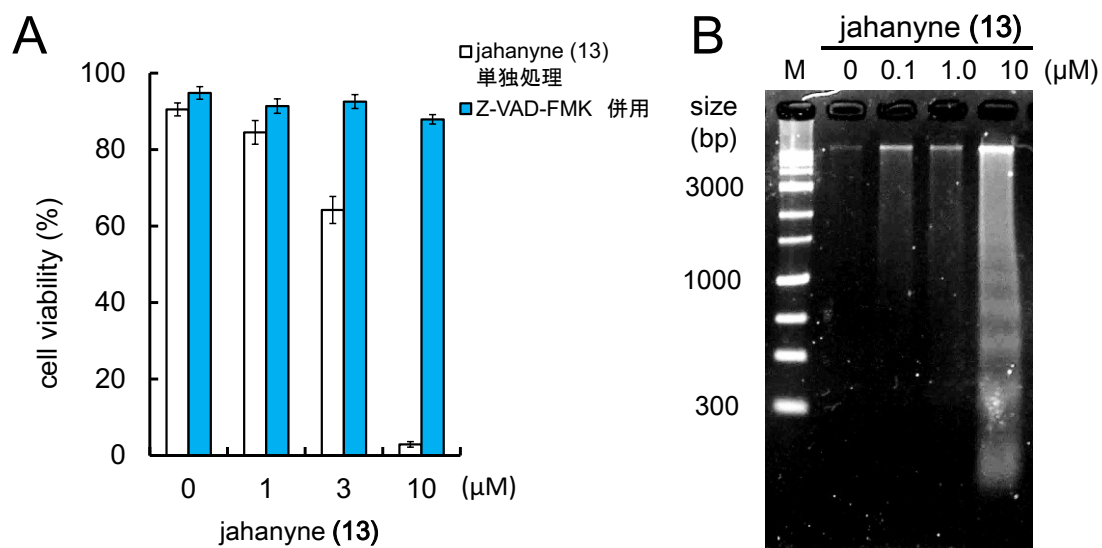 A
jahanyne (13)
単独処理
Z-VAD-FMK 併用
100
80
60
40
20
0
cell viability (%)
0 1 3 10 (μM)
jahanyne (13)
B
jahanyne (13)
M 0 0.1 1.0 10 (μM)
size
(bp)
3000
1000
300